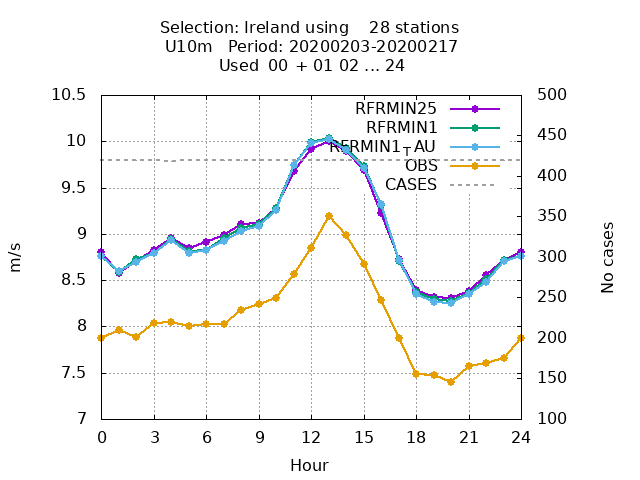 Selection: Ireland using 28 stations
U10m Period: 20200203-20200217
Used 00 + 01 02 ... 24
RFRMIN25
RFRMIN1
RFRMIN1TAU
OBS
CASES
10.5
10
9.5
9
8.5
8
7.5
7
m/s
500
450
400
350
300
250
200
150
100
No cases
0 3 6 9 12 15 18 21 24
Hour